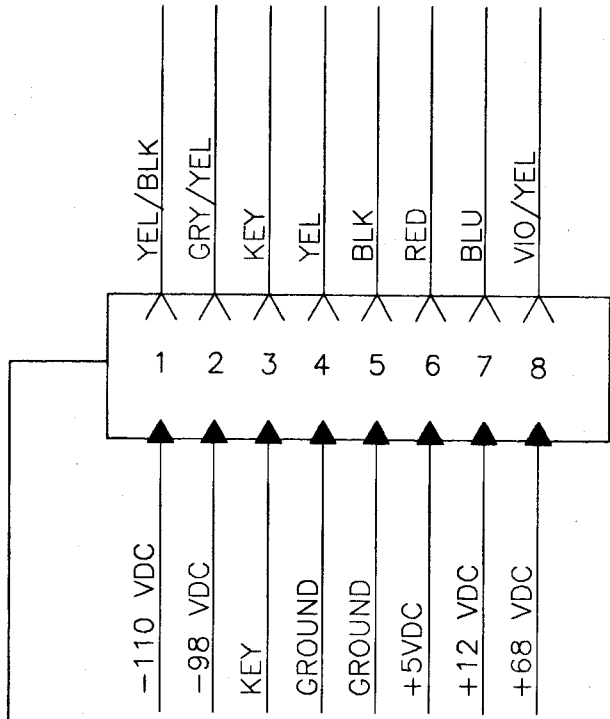 YEL/BLK
GRY/YEL
KEY
YEL
BLK
RED
BLU
VIO/YEL
1 2 3 4 5 6 7 8
-110 VDC
-98 VDC
KEY
GROUND
GROUND
+5VDC
+12 VDC
+68 VDC